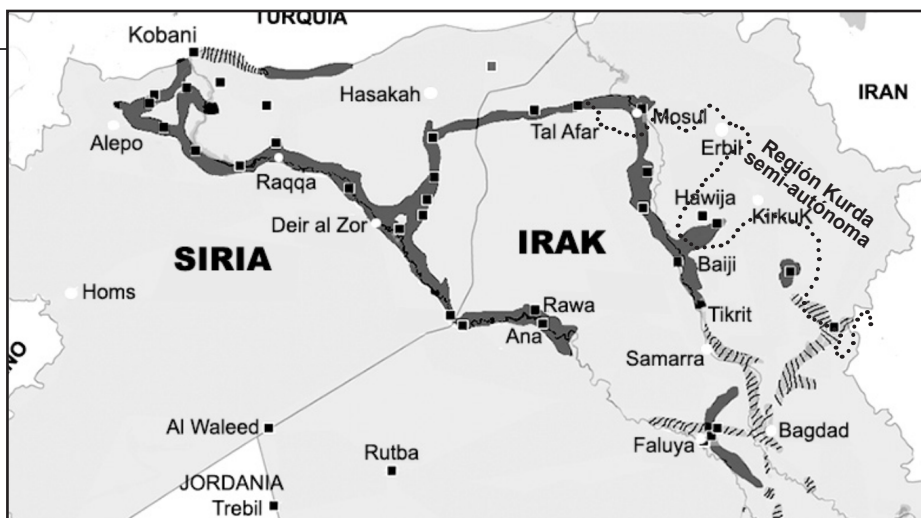 TURQUIA
Kobani
Hasakah
IRAN
Alepo
Tal Afar
Mosul
Erbil
Región Kurda
semi-autónoma
Raqqa
Hawija
KirkuK
Deir al Zor
SIRIA
IRAK
Baiji
Homs
Rawa
Ana
Tikrit
NO
Samarra
Al Waleed
Rutba
Faluya
Bagdad
JORDANIA
Trebil